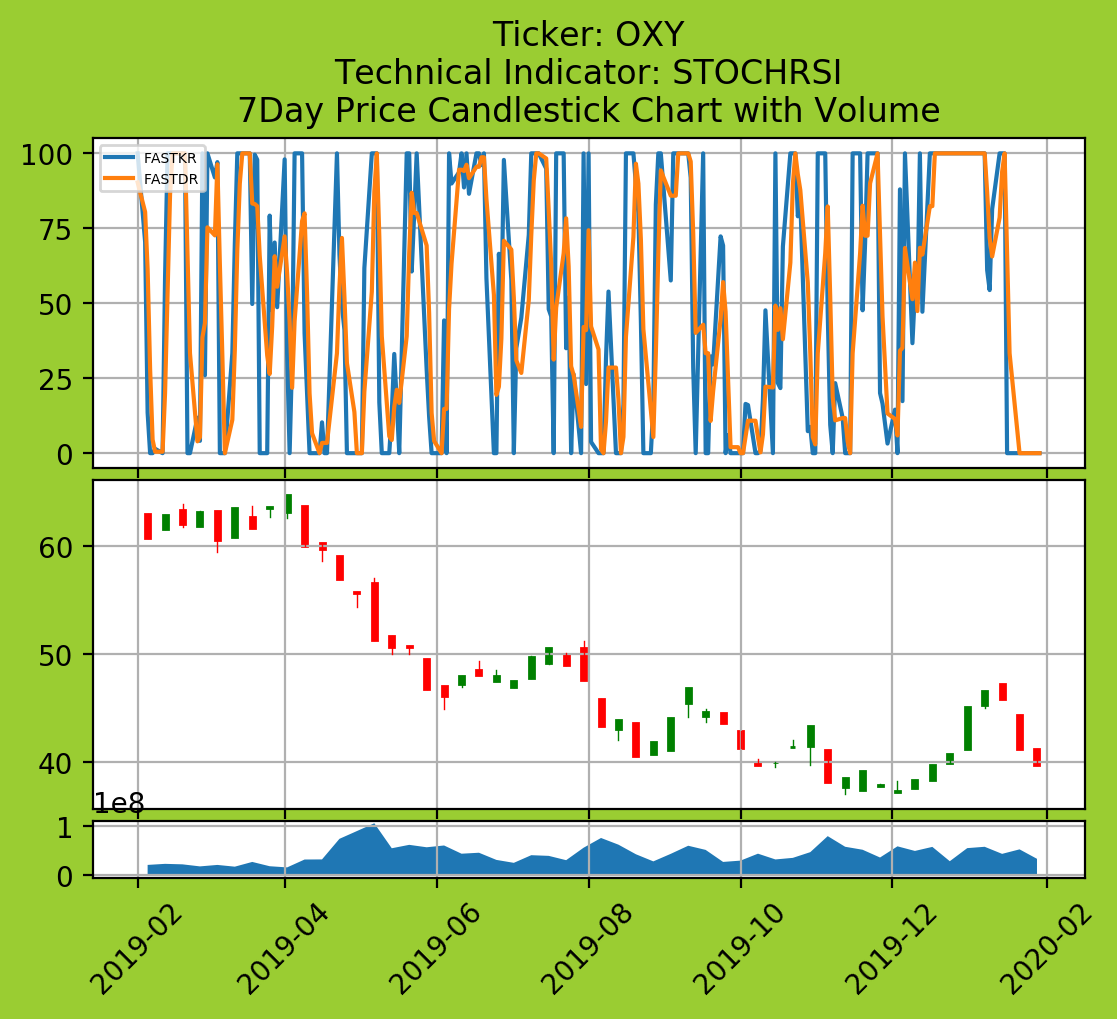 Ticker: OXY
Technical Indicator: STOCHRSI
7Day Price Candlestick Chart with Volume
FASTKR
FASTDR
100
75
50
25
0
60
50
40
1e8
1
0
2019-02
2019-04
2019-06
2019-08
2019-10
2019-12
2020-02